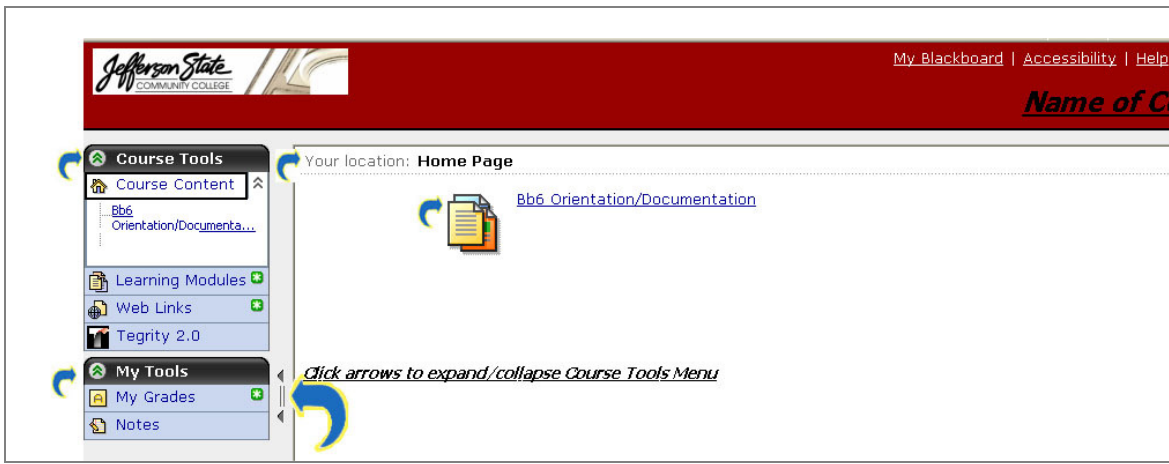 Jefferson State
COMMUNITY COLLEGE
My Blackboard | Accessibility | Help
Name of
Course Tools
Your location: Home Page
Course Content
Bb6
Orientation/Documenta...
Bb6 Orientation/Documentation
Learning Modules
Web Links
Tegrity 2.0
My Tools
Click arrows to expand/collapse Course Tools Menu
My Grades
Notes